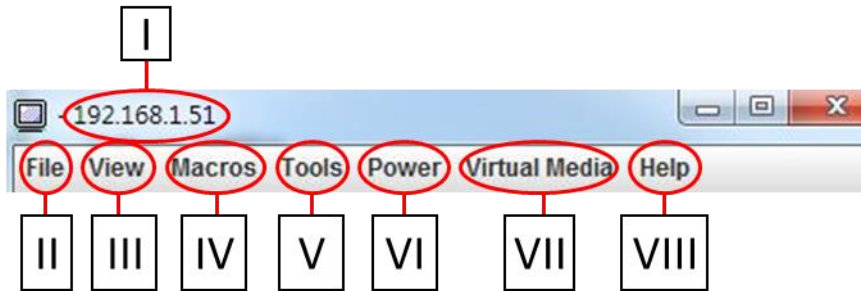 I
- 192.168.1.51
File View Macros Tools Power Virtual Media Help
II III IV V VI VII VIII